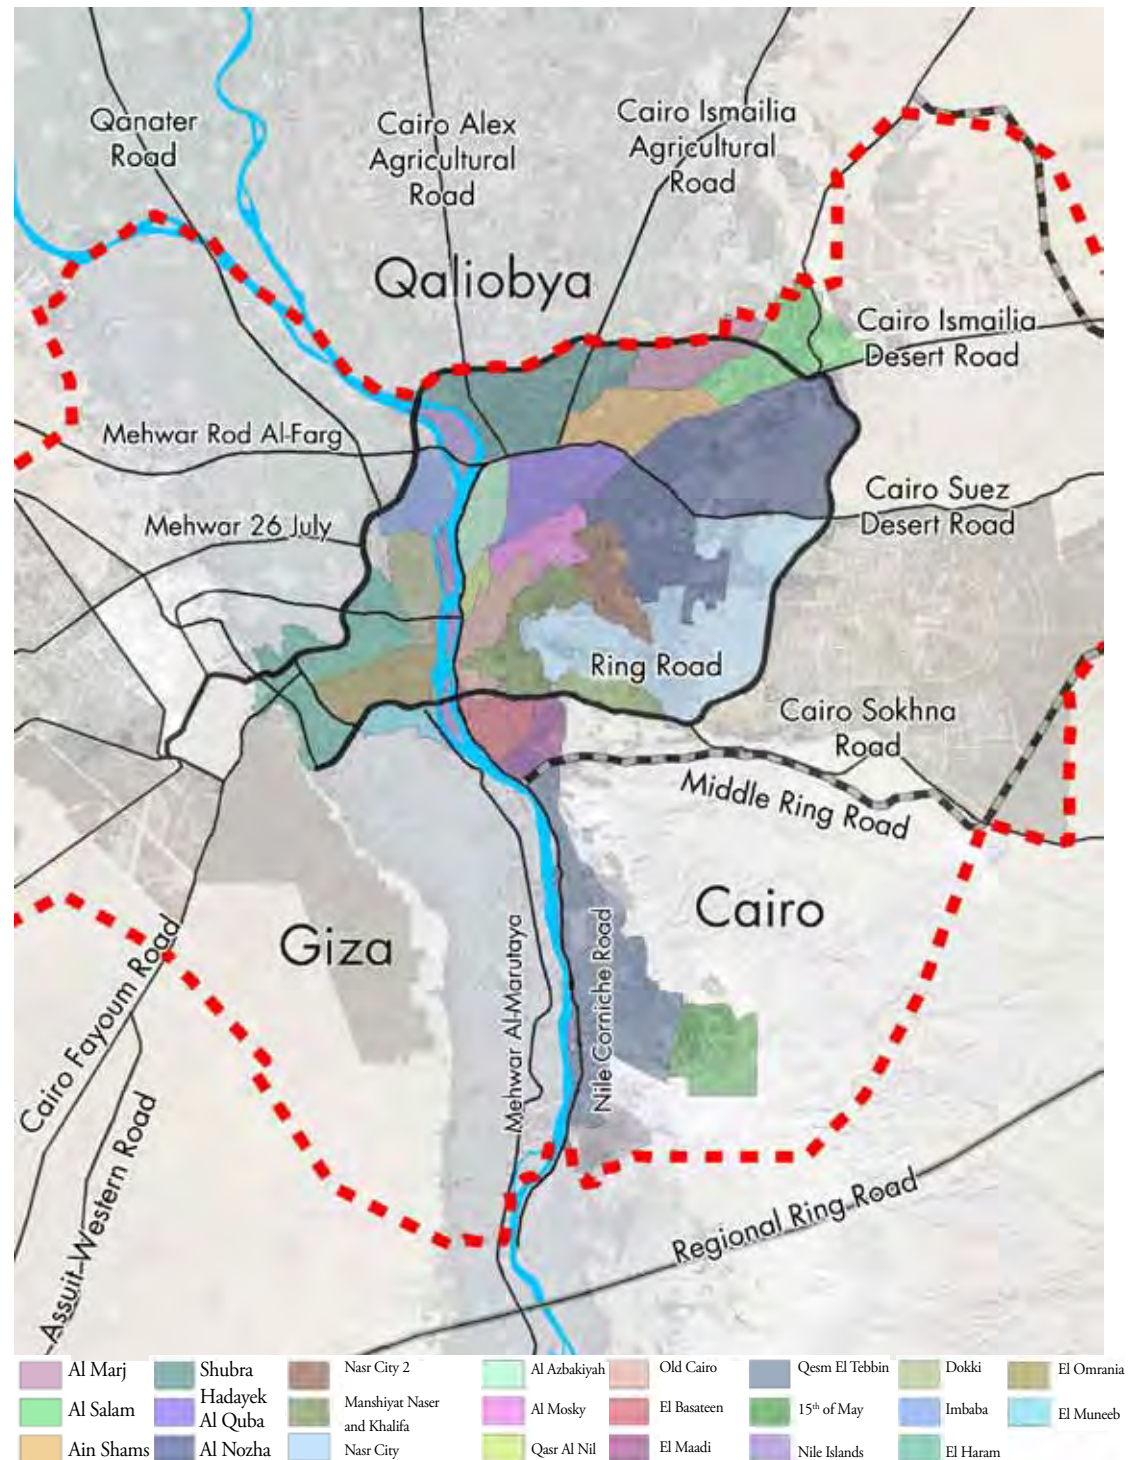 Qanater
Road
Cairo Alex
Agricultural
Road
Cairo Ismailia
Agricultural
Road
Qaliobya
Cairo Ismailia
Desert Road
Mehwar Rod Al-Farg
Mehwar 26 July
Cairo Suez
Desert Road
Ring Road
Cairo Sokhna
Road
Middle Ring Road
Cairo
Giza
Mehwar Al-Marutaya
Nile Corniche Road
Cairo Fayoum Road
Assuit-Western Road
Regional Ring Road
Al Marj
Shubra
Nasr City 2
Al Azbakiyah
Old Cairo
Qesm El Tebbin
Dokki
El Omrania
Al Salam
Hadayek
Al Quba
Manshiyat Naser
and Khalifa
Al Mosky
El Basateen
15th of May
Imbaba
El Muneeb
Ain Shams
Al Nozha
Nasr City
Qasr Al Nil
El Maadi
Nile Islands
El Haram